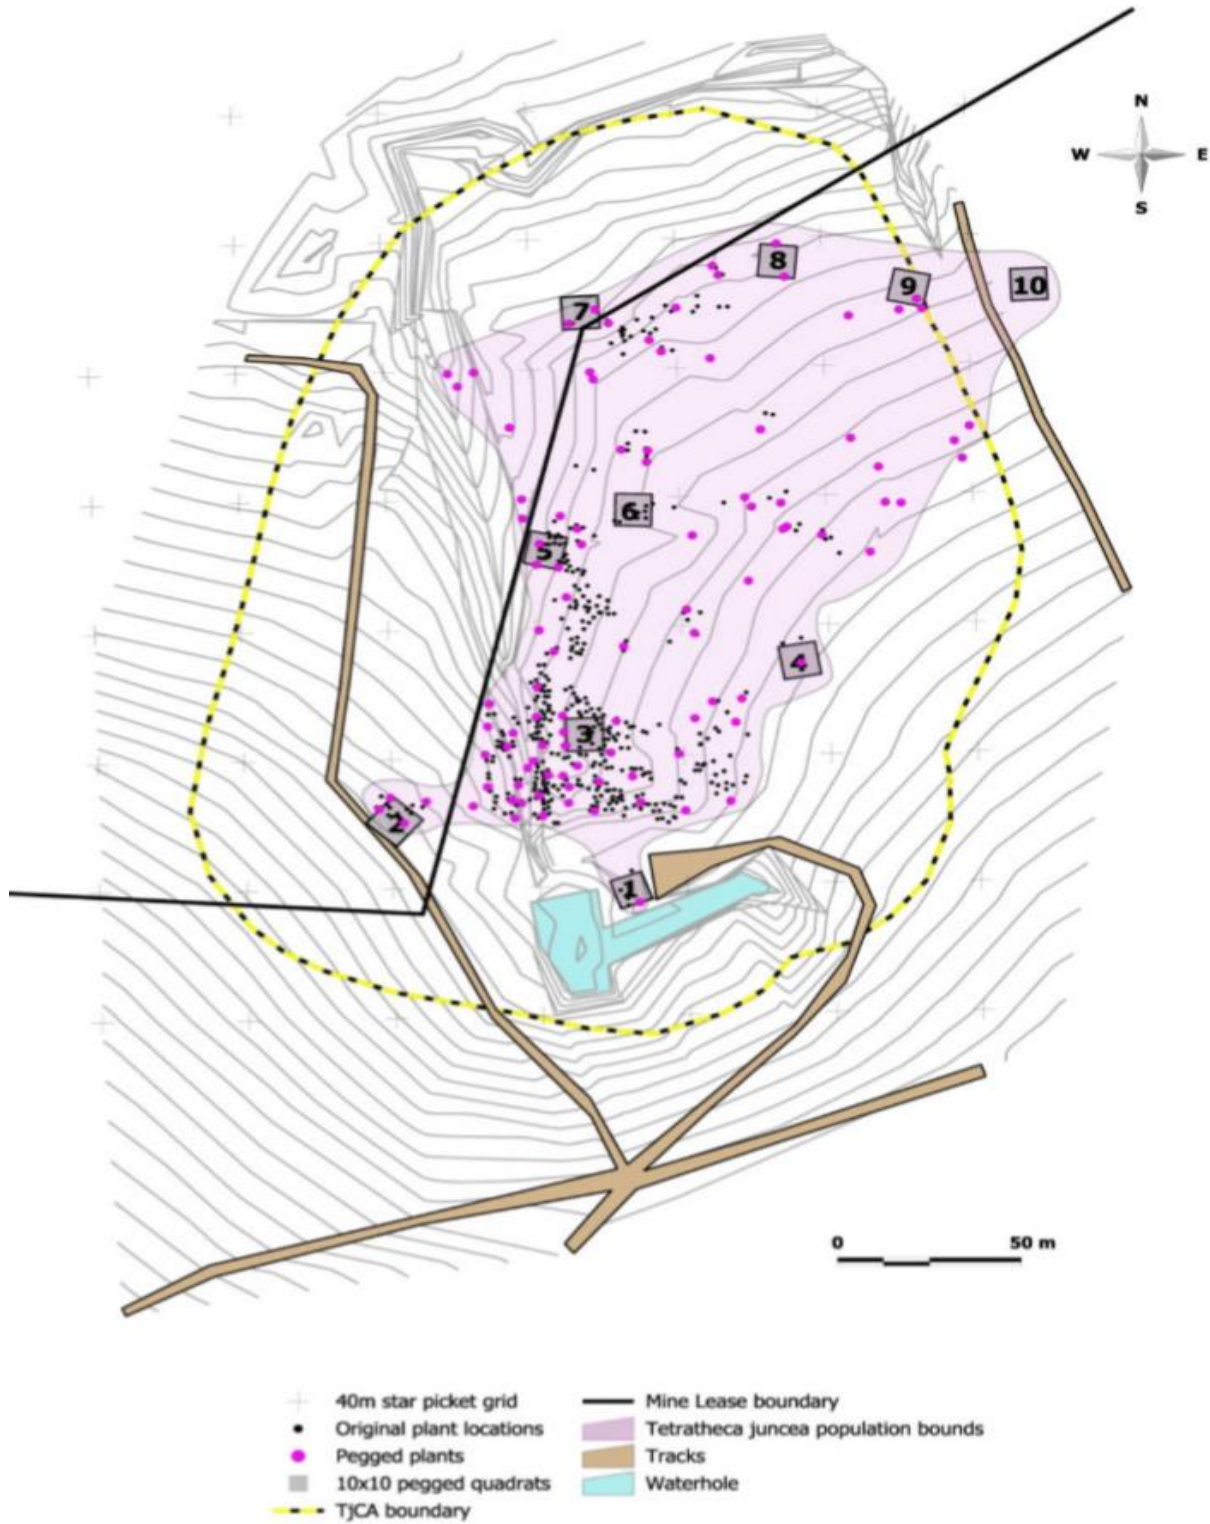 N
W E
S
8
9 10
7
6
5
4
3
2
1
0 50 m
40m star picket grid
Original plant locations
Pegged plants
10x10 pegged quadrats
TjCA boundary
Mine Lease boundary
Tetratheca juncea population bounds
Tracks
Waterhole